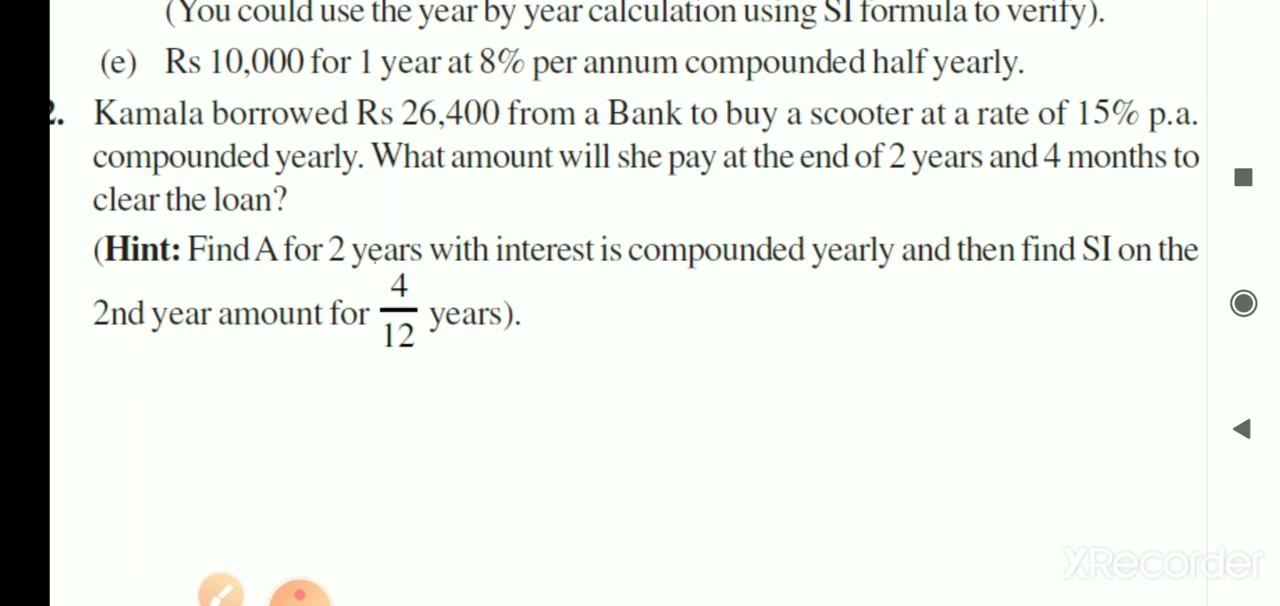 (You could use the year by year calculation using SI formula to verify).
(e) Rs 10,000 for 1 year at 8% per annum compounded half yearly.
2. Kamala borrowed Rs 26,400 from a Bank to buy a scooter at a rate of 15% p.a.
compounded yearly. What amount will she pay at the end of 2 years and 4 months to
clear the loan?
(Hint: Find A for 2 years with interest is compounded yearly and then find SI on the
2nd year amount for 4/12 years).
XRecorder